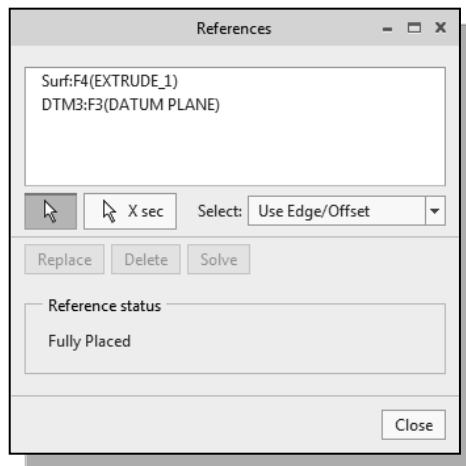 References
Surf:F4(EXTRUDE_1)
DTM3:F3(DATUM PLANE)
X sec Select: Use Edge/Offset
Replace Delete Solve
Reference status
Fully Placed
Close